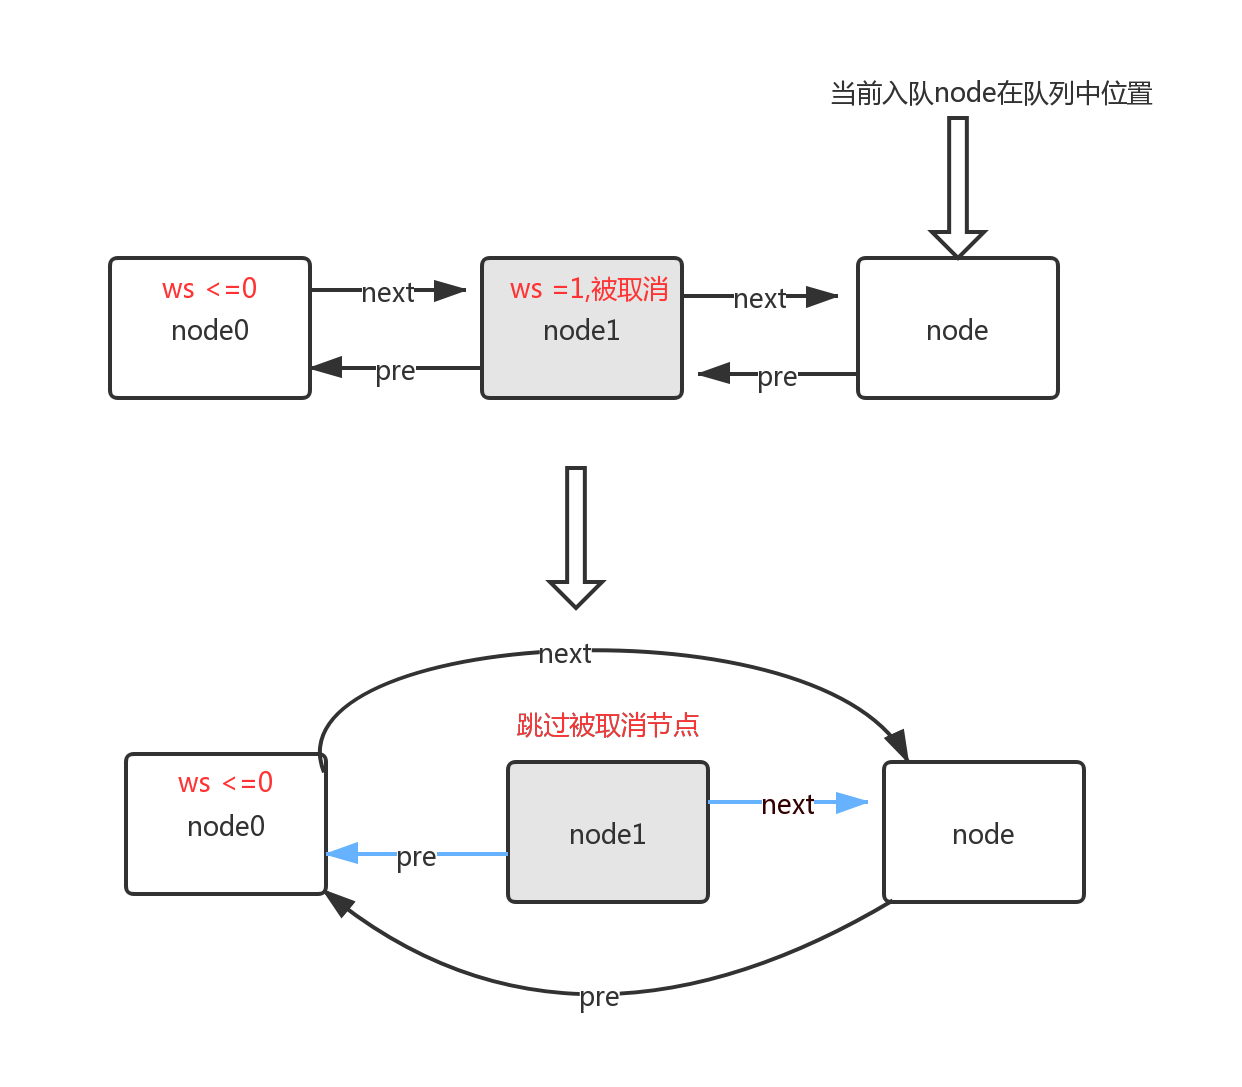 当前入队node在队列中位置
ws <=0
node0
next
pre
ws =1,被取消
node1
next
pre
node
next
跳过被取消节点
ws <=0
node0
pre
node1
next
node
pre